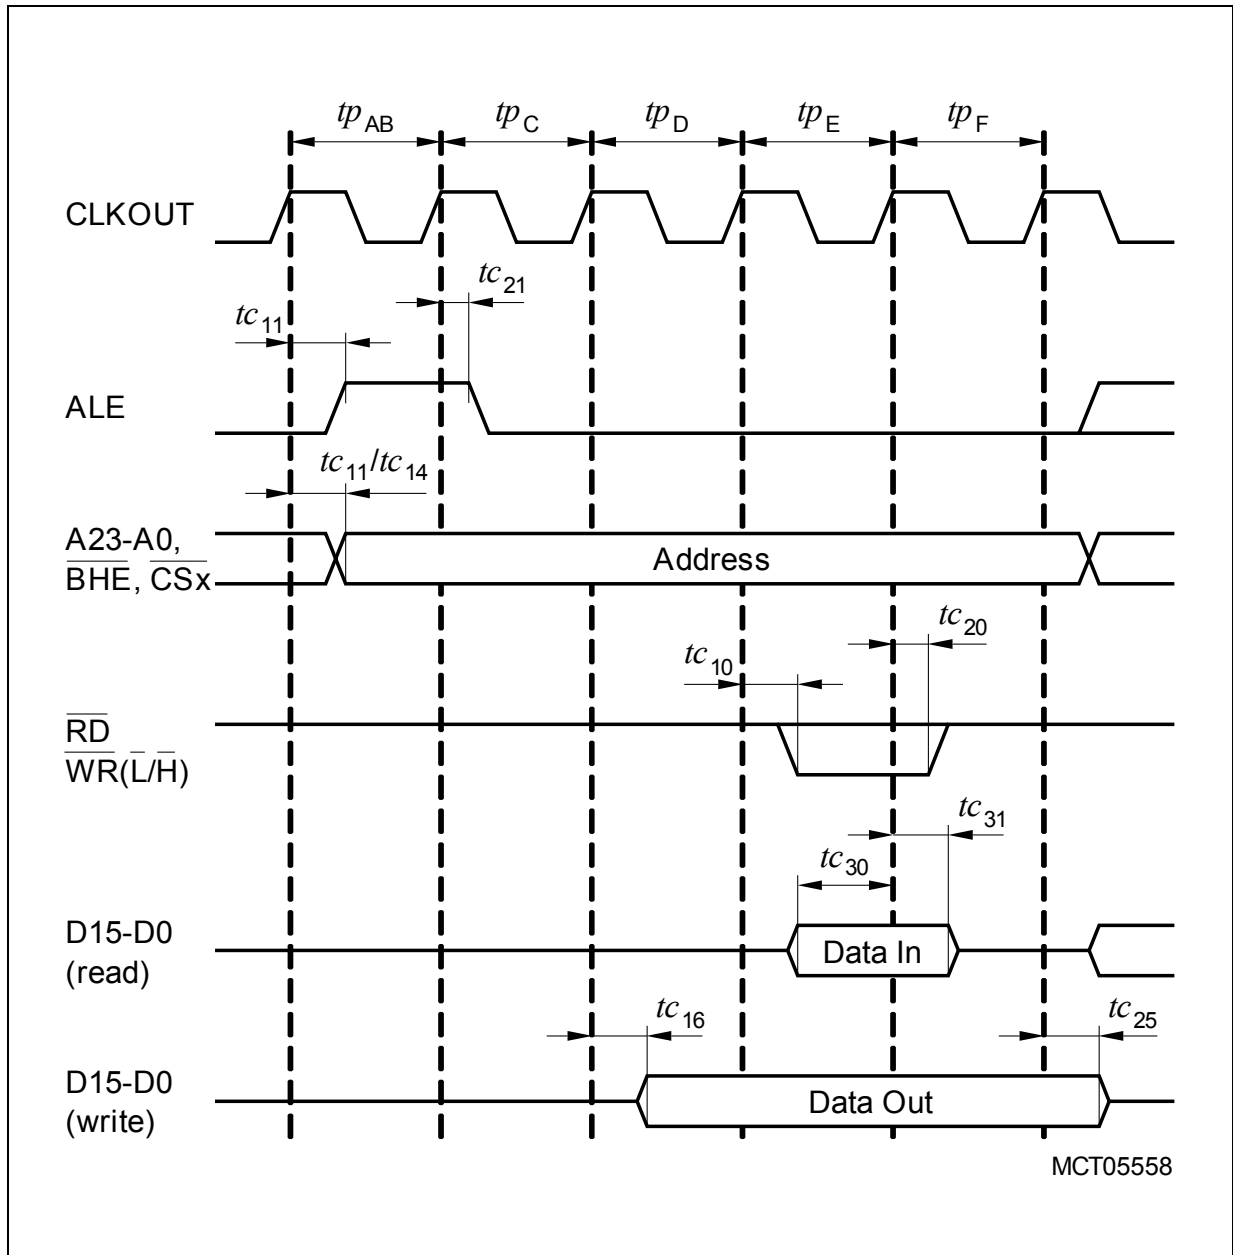 tpAB tpC tpD tpE tpF
CLKOUT
tc21
tc11
ALE
tc11/tc14
A23-A0,
BHE, CSx
Address
tc20
tc10
RD
WR(L/H)
tc31
tc30
D15-D0
(read)
Data In
tc16
tc25
D15-D0
(write)
Data Out
MCT05558